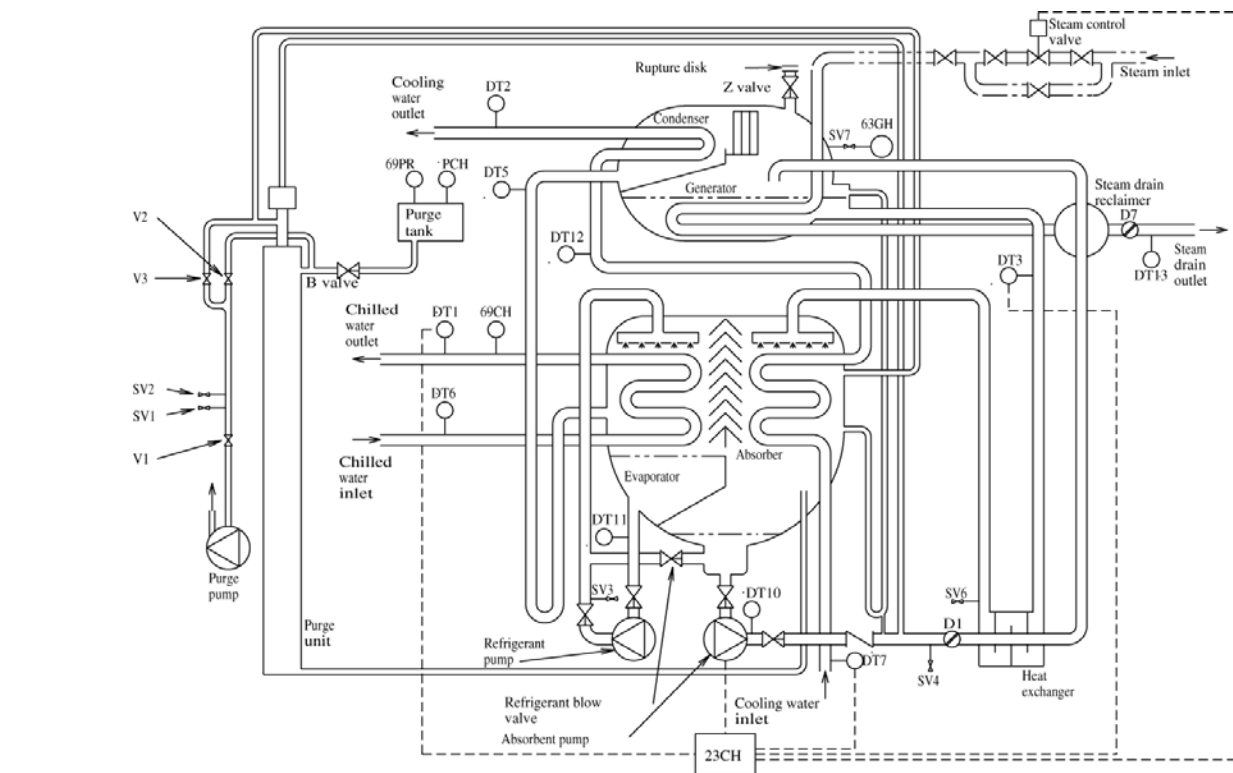 Steam control
valve
Steam inlet
Rupture disk
Z valve
Cooling
water
outlet
DT2
Condenser
SV7
63GH
69PR
PCH
DT5
Generator
Steam drain
reclaimer
D7
Purge
tank
V2
DT12
DT3
DT13
Steam
drain
outlet
V3
B valve
Chilled
water
outlet
DT1
69CH
SV2
SV1
DT6
V1
Chilled
water
inlet
Absorber
Evaporator
DT11
Purge
pump
SV3
DT10
SV6
D1
Purge
unit
Refrigerant
pump
DT7
SV4
Heat
exchanger
Refrigerant blow
valve
Cooling water
inlet
Absorbent pump
23CH